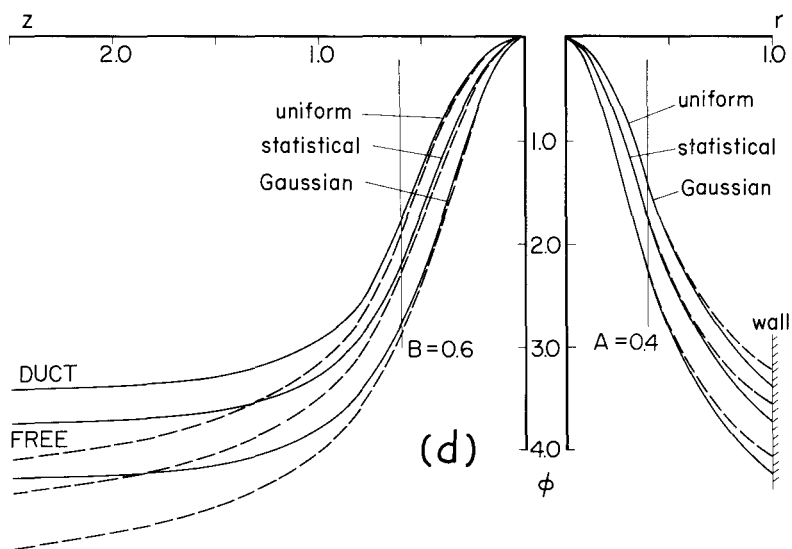 z r
2.0 1.0 1.0
uniform uniform
statistical 1.0 statistical
Gaussian Gaussian
2.0
wall
B=0.6 3.0 A=0.4
DUCT
FREE
(d) 4.0
ϕ